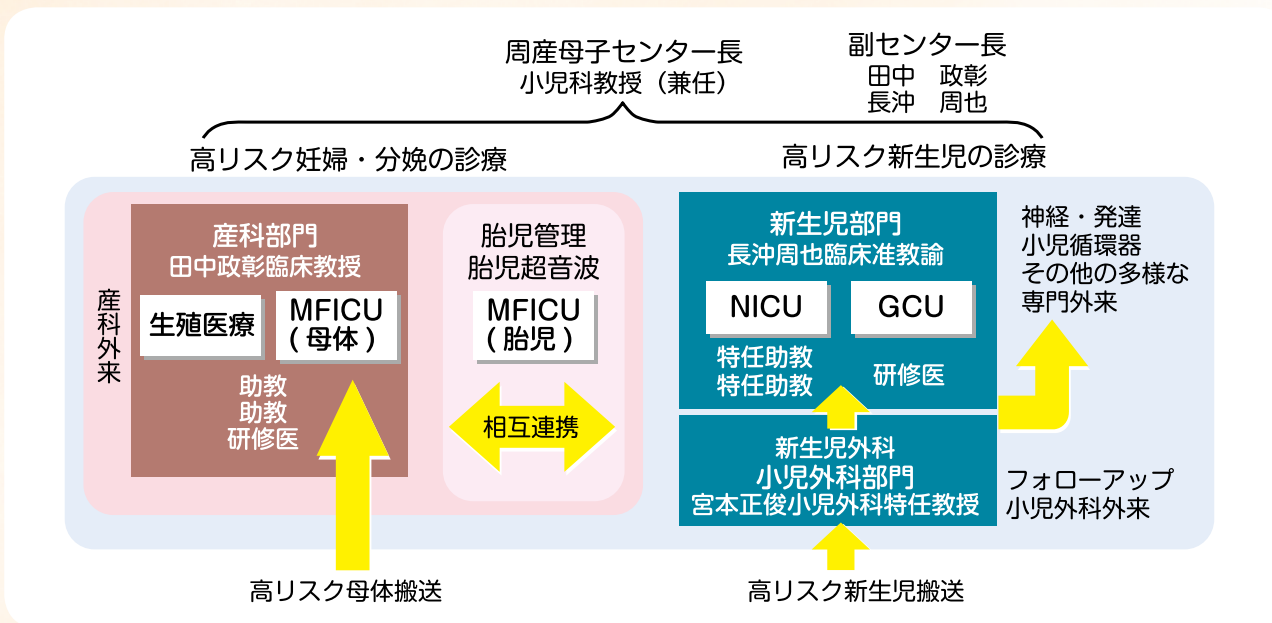 周産母子センター長
小児科教授（兼任）
副センター長
田中　政彰
長沖　周也
高リスク妊婦・分娩の診療
高リスク新生児の診療
産科外来
産科部門
田中政彰臨床教授
生殖医療
MFICU
（母体）
助教
助教
研修医
胎児管理
胎児超音波
MFICU
（胎児）
相互連携
新生児部門
長沖周也臨床准教諭
NICU
GCU
特任助教
特任助教
研修医
新生児外科
小児外科部門
宮本正俊小児外科特任教授
神経・発達
小児循環器
その他の多様な
専門外来
フォローアップ
小児外科外来
高リスク母体搬送
高リスク新生児搬送